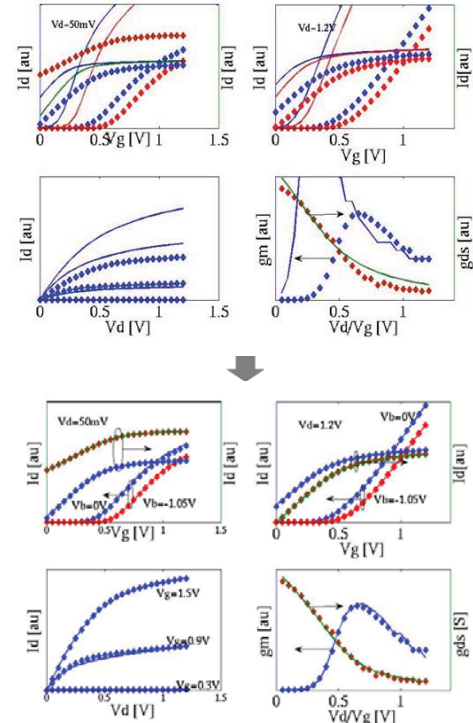 Vd=50mV
Id [au]
Id[au]
0 0.5 1 1.5
Vg [V]
Vd=1.2V
Id [au]
Id[au]
0 0.5 1
Vg [V]
Id [au]
0 0.5 1 1.5
Vd [V]
gm [au]
gds [au]
0 0.5 1
Vd/Vg [V]
Vd=50mV
Id[au]
Id [au]
Vb=0V
Vb=-1.05V
0 0.5 1 1.5
Vg [V]
Vb=0V
Vd=1.2V
Id [au]
Id [au]
Vb=-1.05V
0 0.5 1
Vg [V]
Id [au]
Vg=1.5V
Vg=0.9V
Vg=0.3V
0 0.5 1 1.5
Vd [V]
gm [au]
gds [S]
0 0.5 1
Vd/Vg [V]